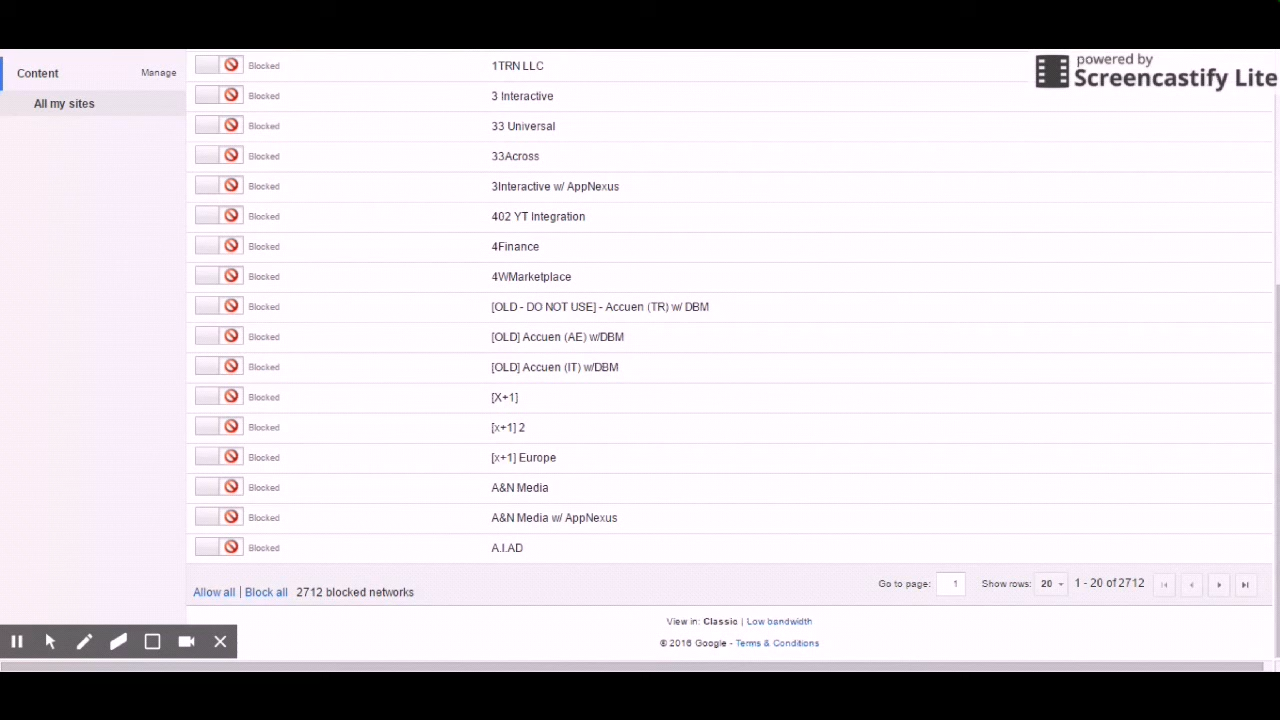 powered by
Screencastify Lite
Content Manage
All my sites
Blocked 1TRN LLC
Blocked 3 Interactive
Blocked 33 Universal
Blocked 33Across
Blocked 3Interactive w/ AppNexus
Blocked 402 YT Integration
Blocked 4Finance
Blocked 4WMarketplace
Blocked [OLD - DO NOT USE] - Accuen (TR) w/ DBM
Blocked [OLD] Accuen (AE) w/DBM
Blocked [OLD] Accuen (IT) w/DBM
Blocked [X+1]
Blocked [x+1] 2
Blocked [x+1] Europe
Blocked A&N Media
Blocked A&N Media w/ AppNexus
Blocked A.I.AD
Allow all | Block all 2712 blocked networks Go to page: 1 Show rows: 20 1 - 20 of 2712
View in: Classic | Low bandwidth
© 2016 Google - Terms & Conditions